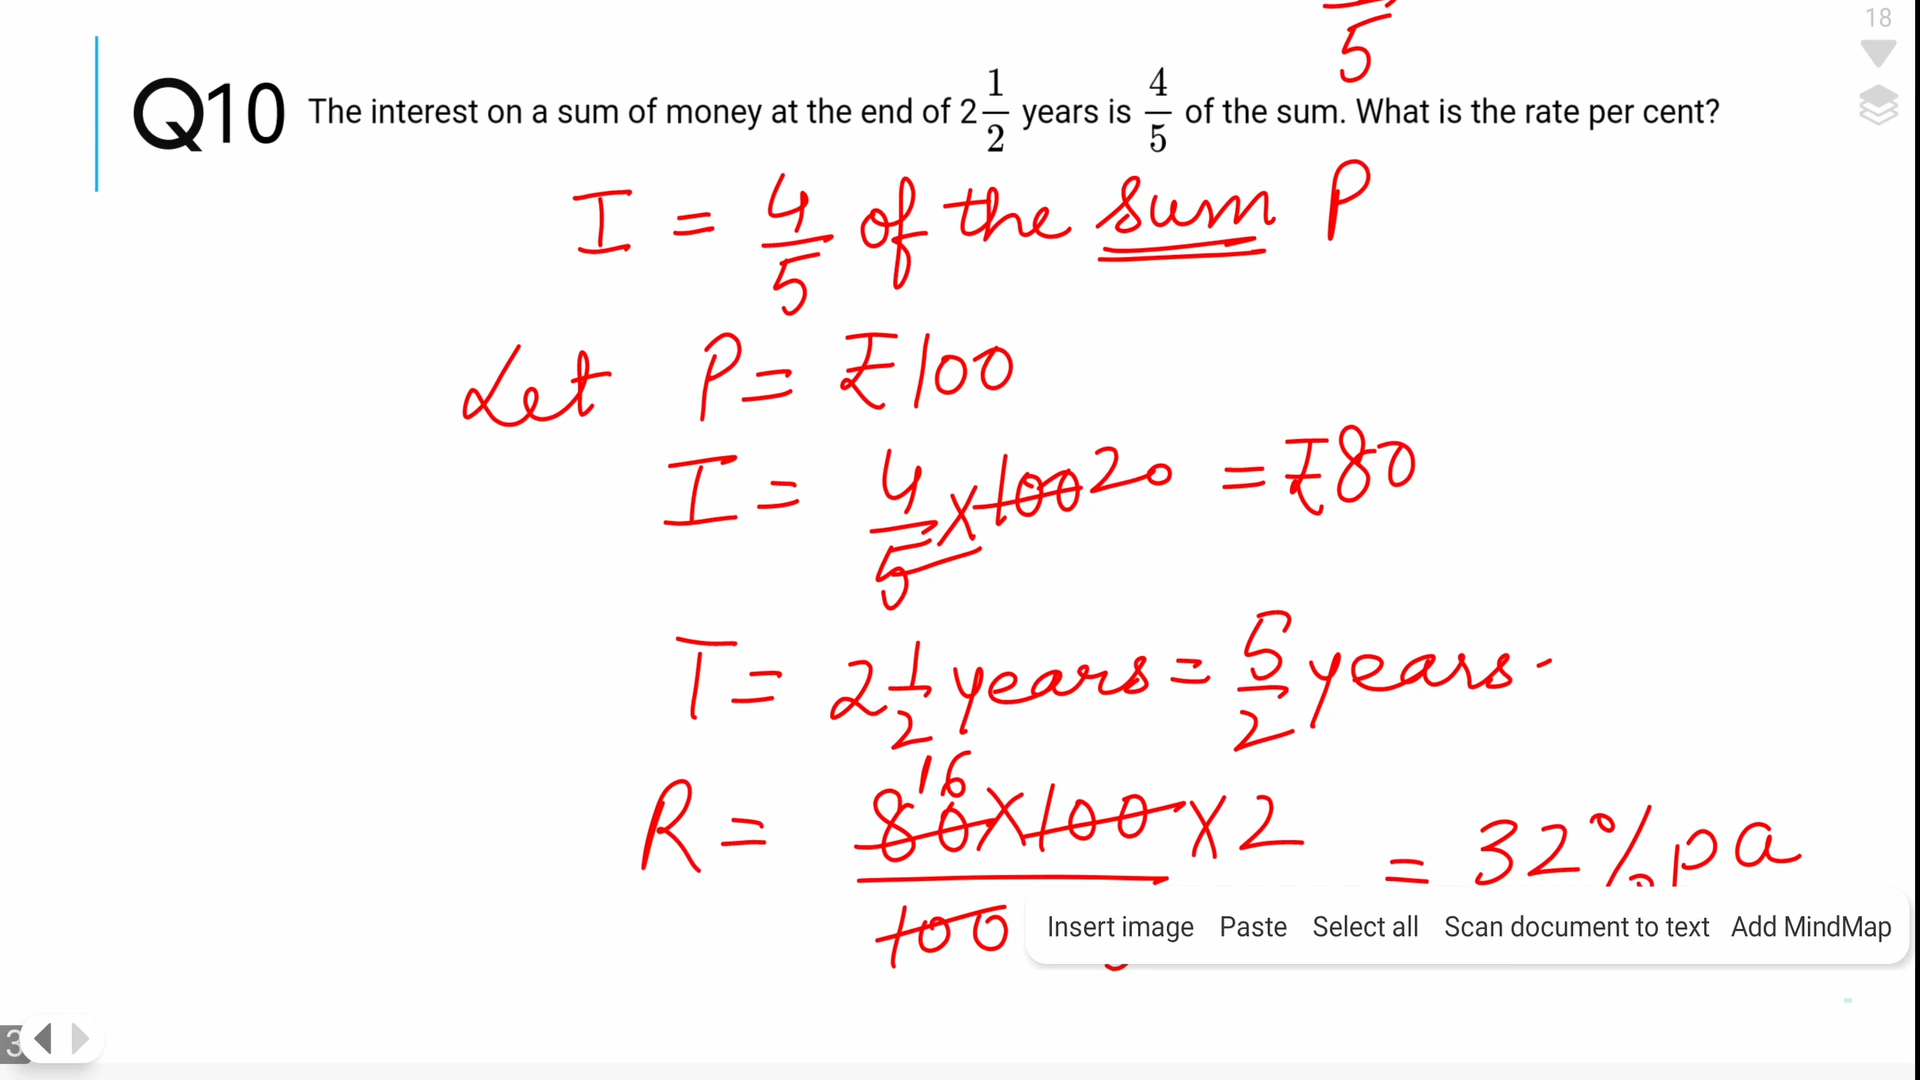 5
18
Q10 The interest on a sum of money at the end of 2 1/2 years is 4/5 of the sum. What is the rate per cent?
I = 4/5 of the sum P
Let P = ₹100
I = 4/5 × 100 20 = ₹80
T = 2 1/2 years = 5/2 years.
16
R = 80 × 100 × 2 = 32% pa
100
Insert image Paste Select all Scan document to text Add MindMap
3